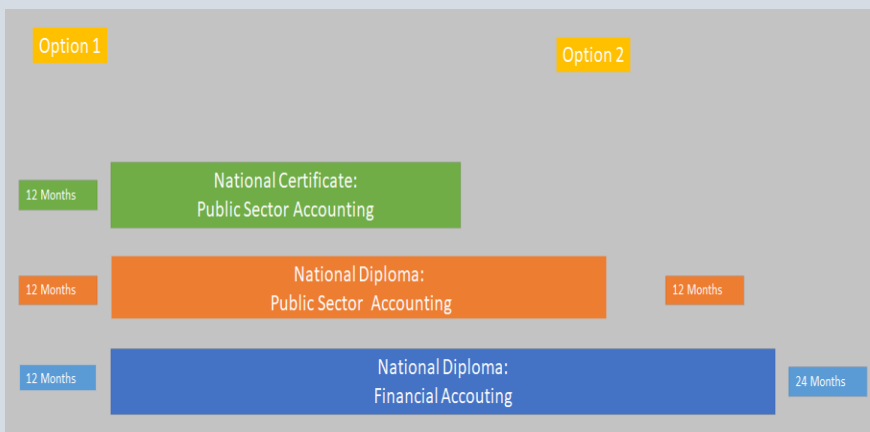 Option 1
Option 2
12 Months
National Certificate:
Public Sector Accounting
12 Months
National Diploma:
Public Sector Accounting
12 Months
12 Months
National Diploma:
Financial Accouting
24 Months